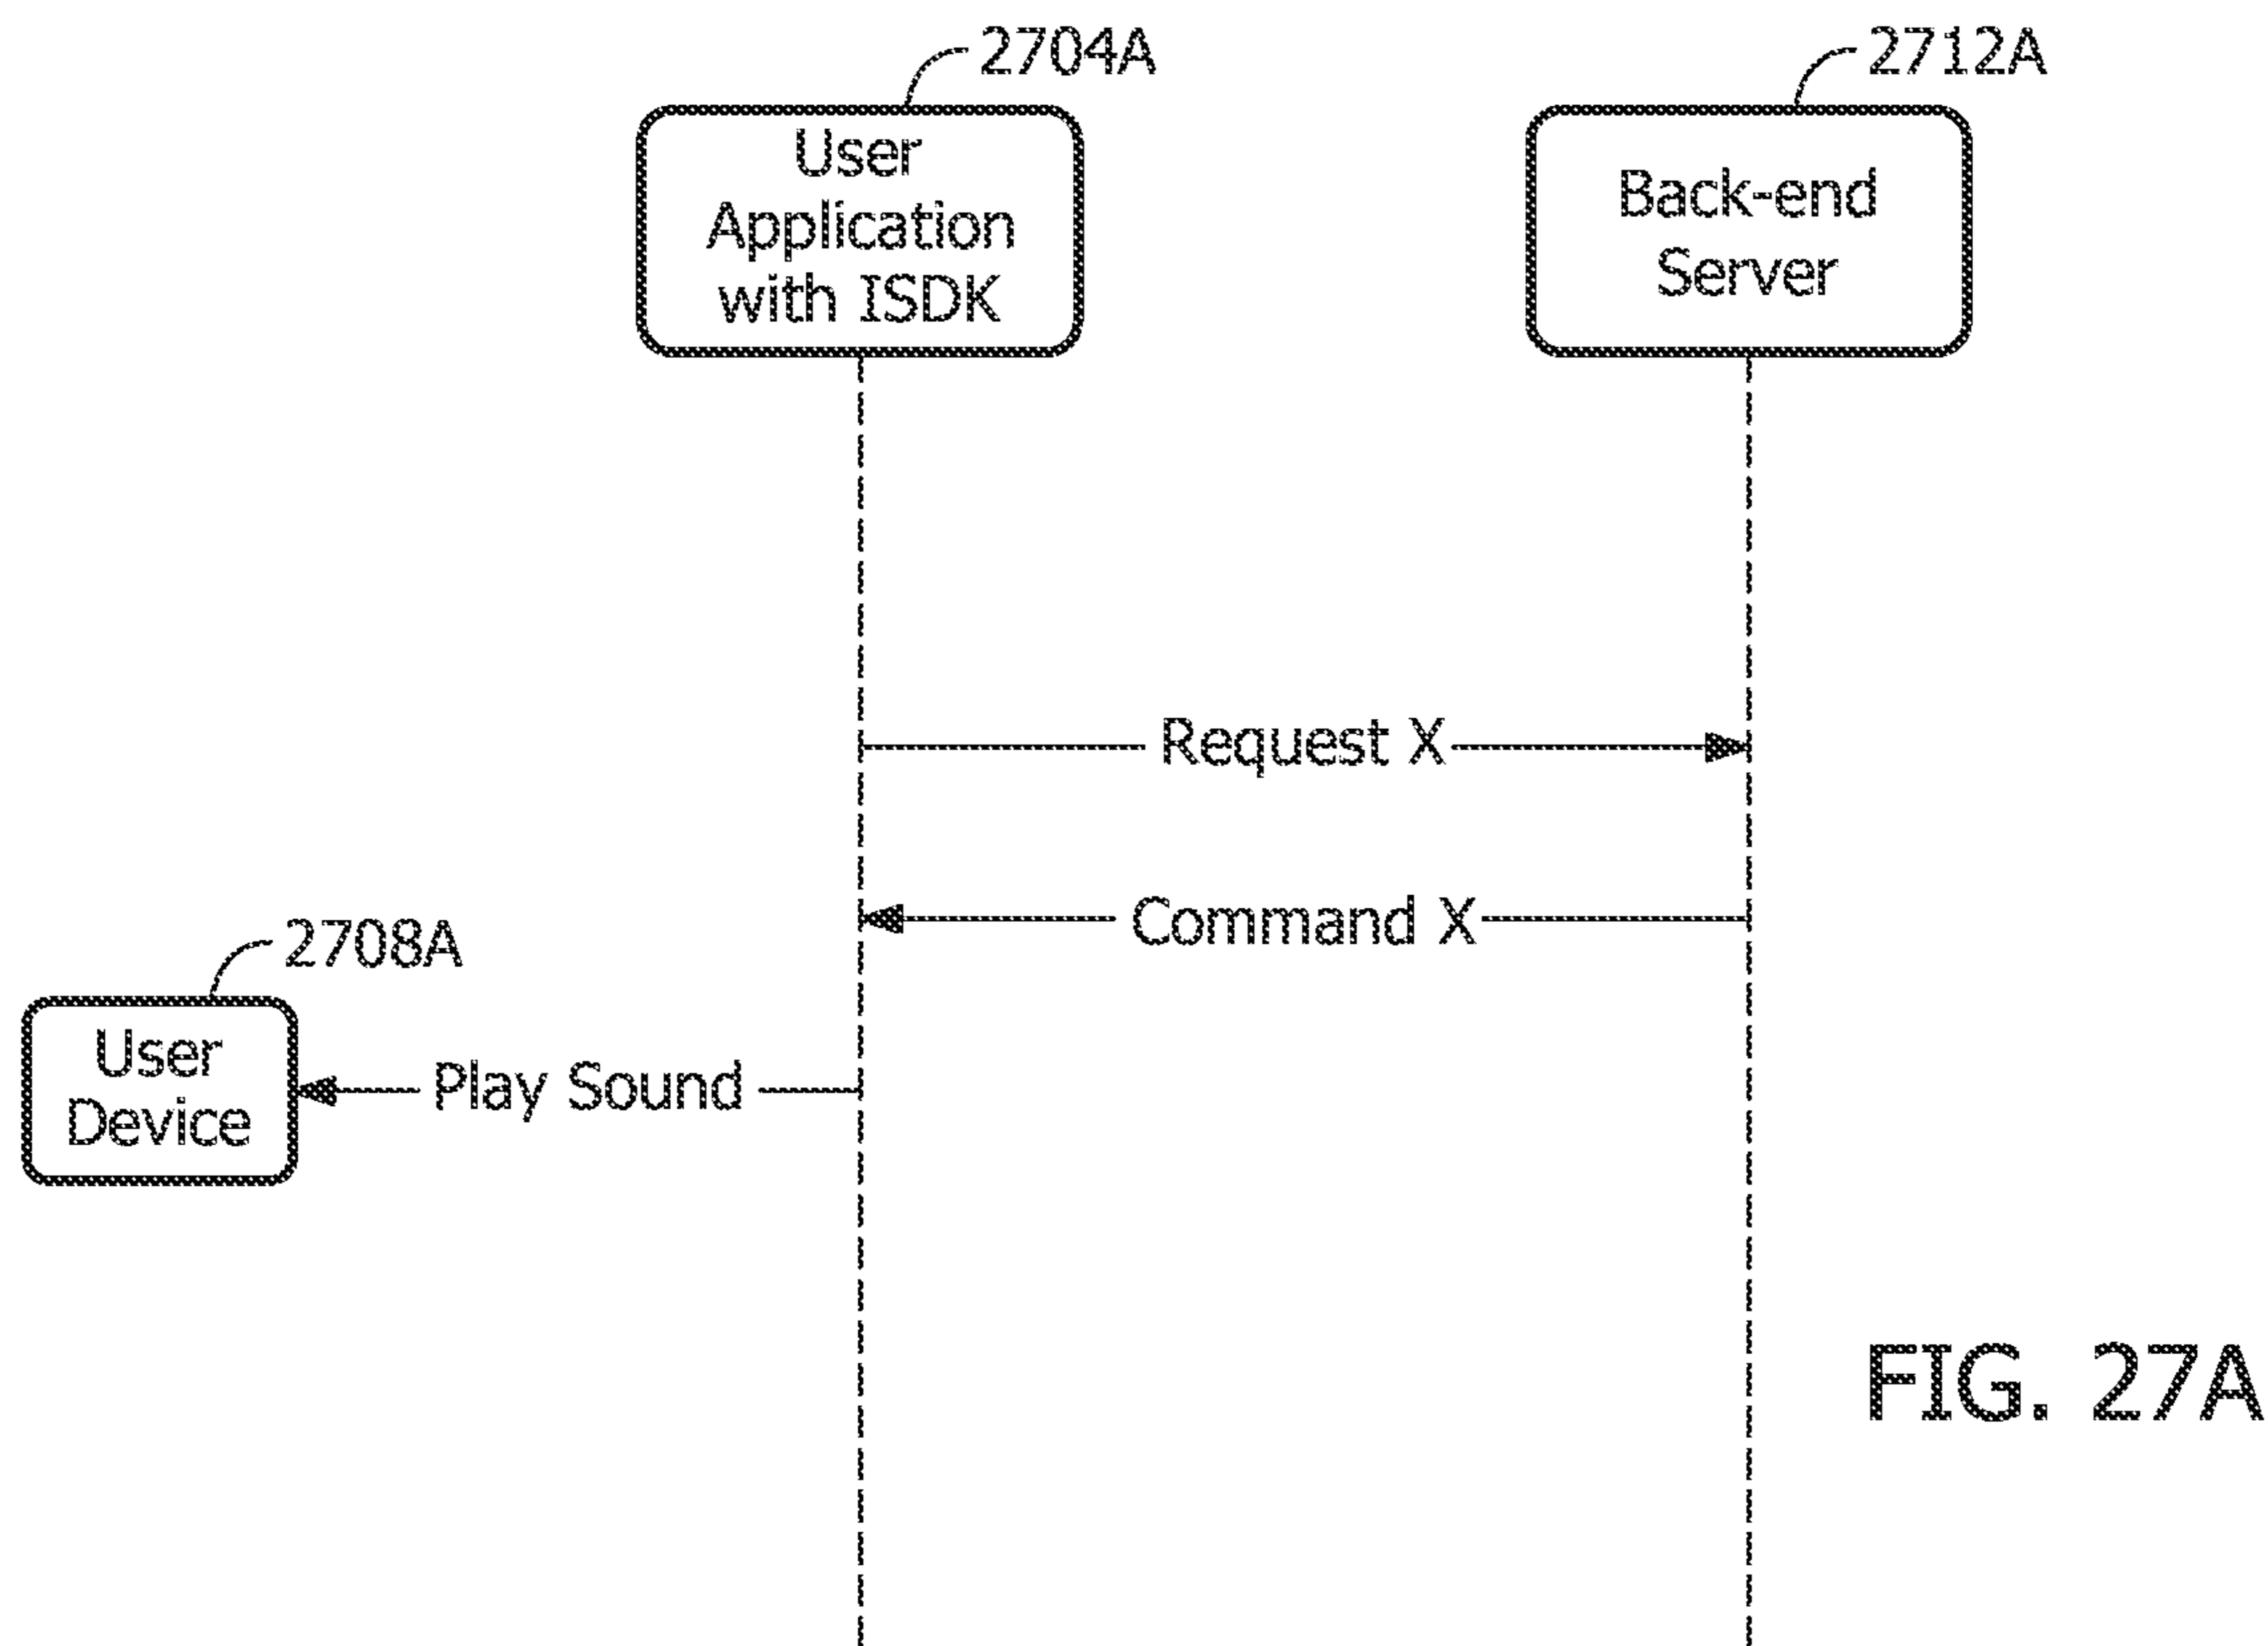 2704A
2712A
User
Application
with ISDK
Back-end
Server
Request X
Command X
2708A
User
Device
Play Sound
FIG. 27A